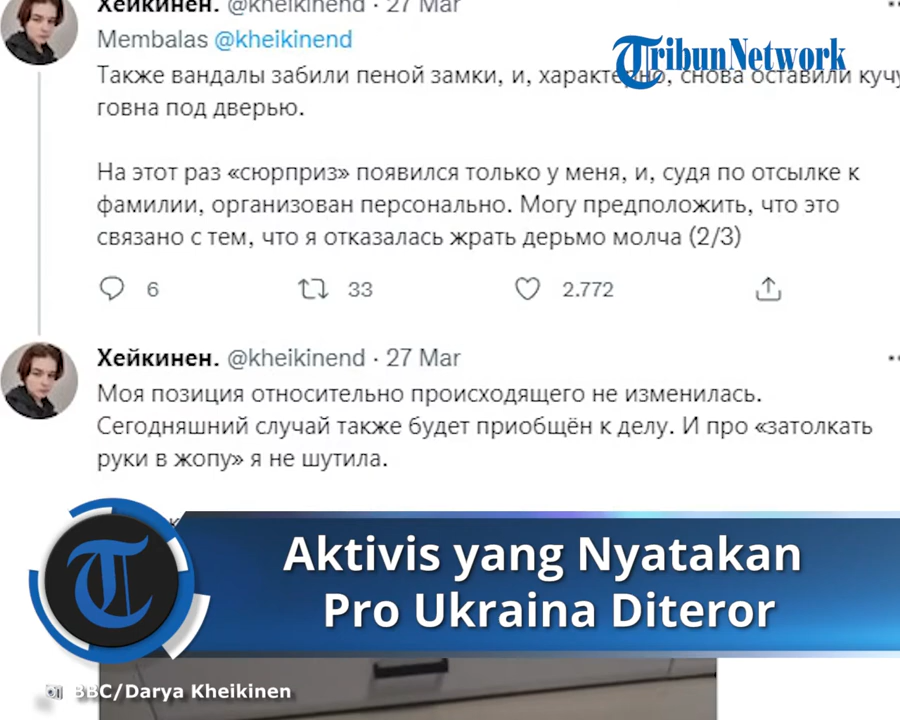 Хейкинен. @kheikinend · 27 Mar
Membalas @kheikinend
TribunNetwork
Также вандалы забили пеной замки, и, характерно, снова оставили кучу
говна под дверью.
На этот раз «сюрприз» появился только у меня, и, судя по отсылке к
фамилии, организован персонально. Могу предположить, что это
связано с тем, что я отказалась жрать дерьмо молча (2/3)
6 33 2.772
Хейкинен. @kheikinend · 27 Mar
Моя позиция относительно происходящего не изменилась.
Сегодняшний случай также будет приобщён к делу. И про «затолкать
руки в жопу» я не шутила.
Aktivis yang Nyatakan
Pro Ukraina Diteror
T
BBC/Darya Kheikinen